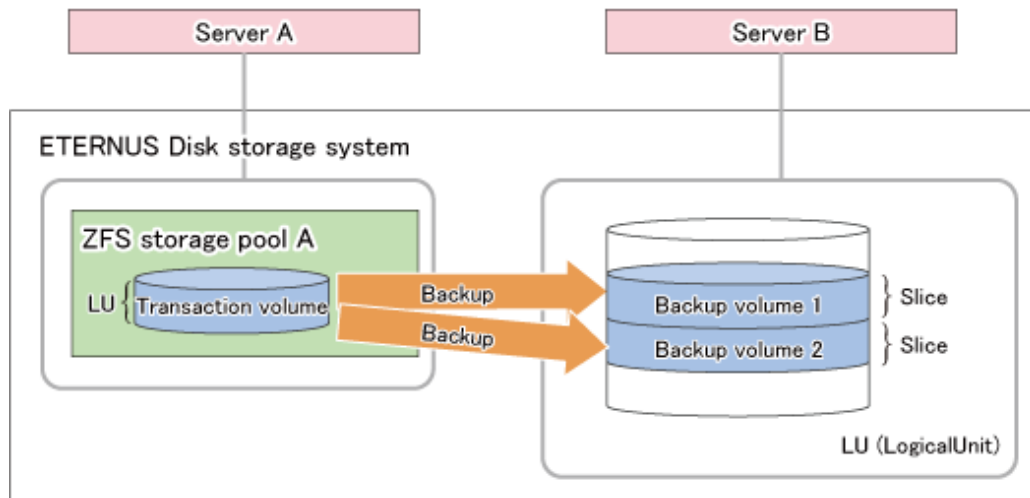 Server A
Server B
ETERNUS Disk storage system
ZFS storage pool A
LU
Transaction volume
Backup
Backup
Backup volume 1
Slice
Backup volume 2
Slice
LU (LogicalUnit)